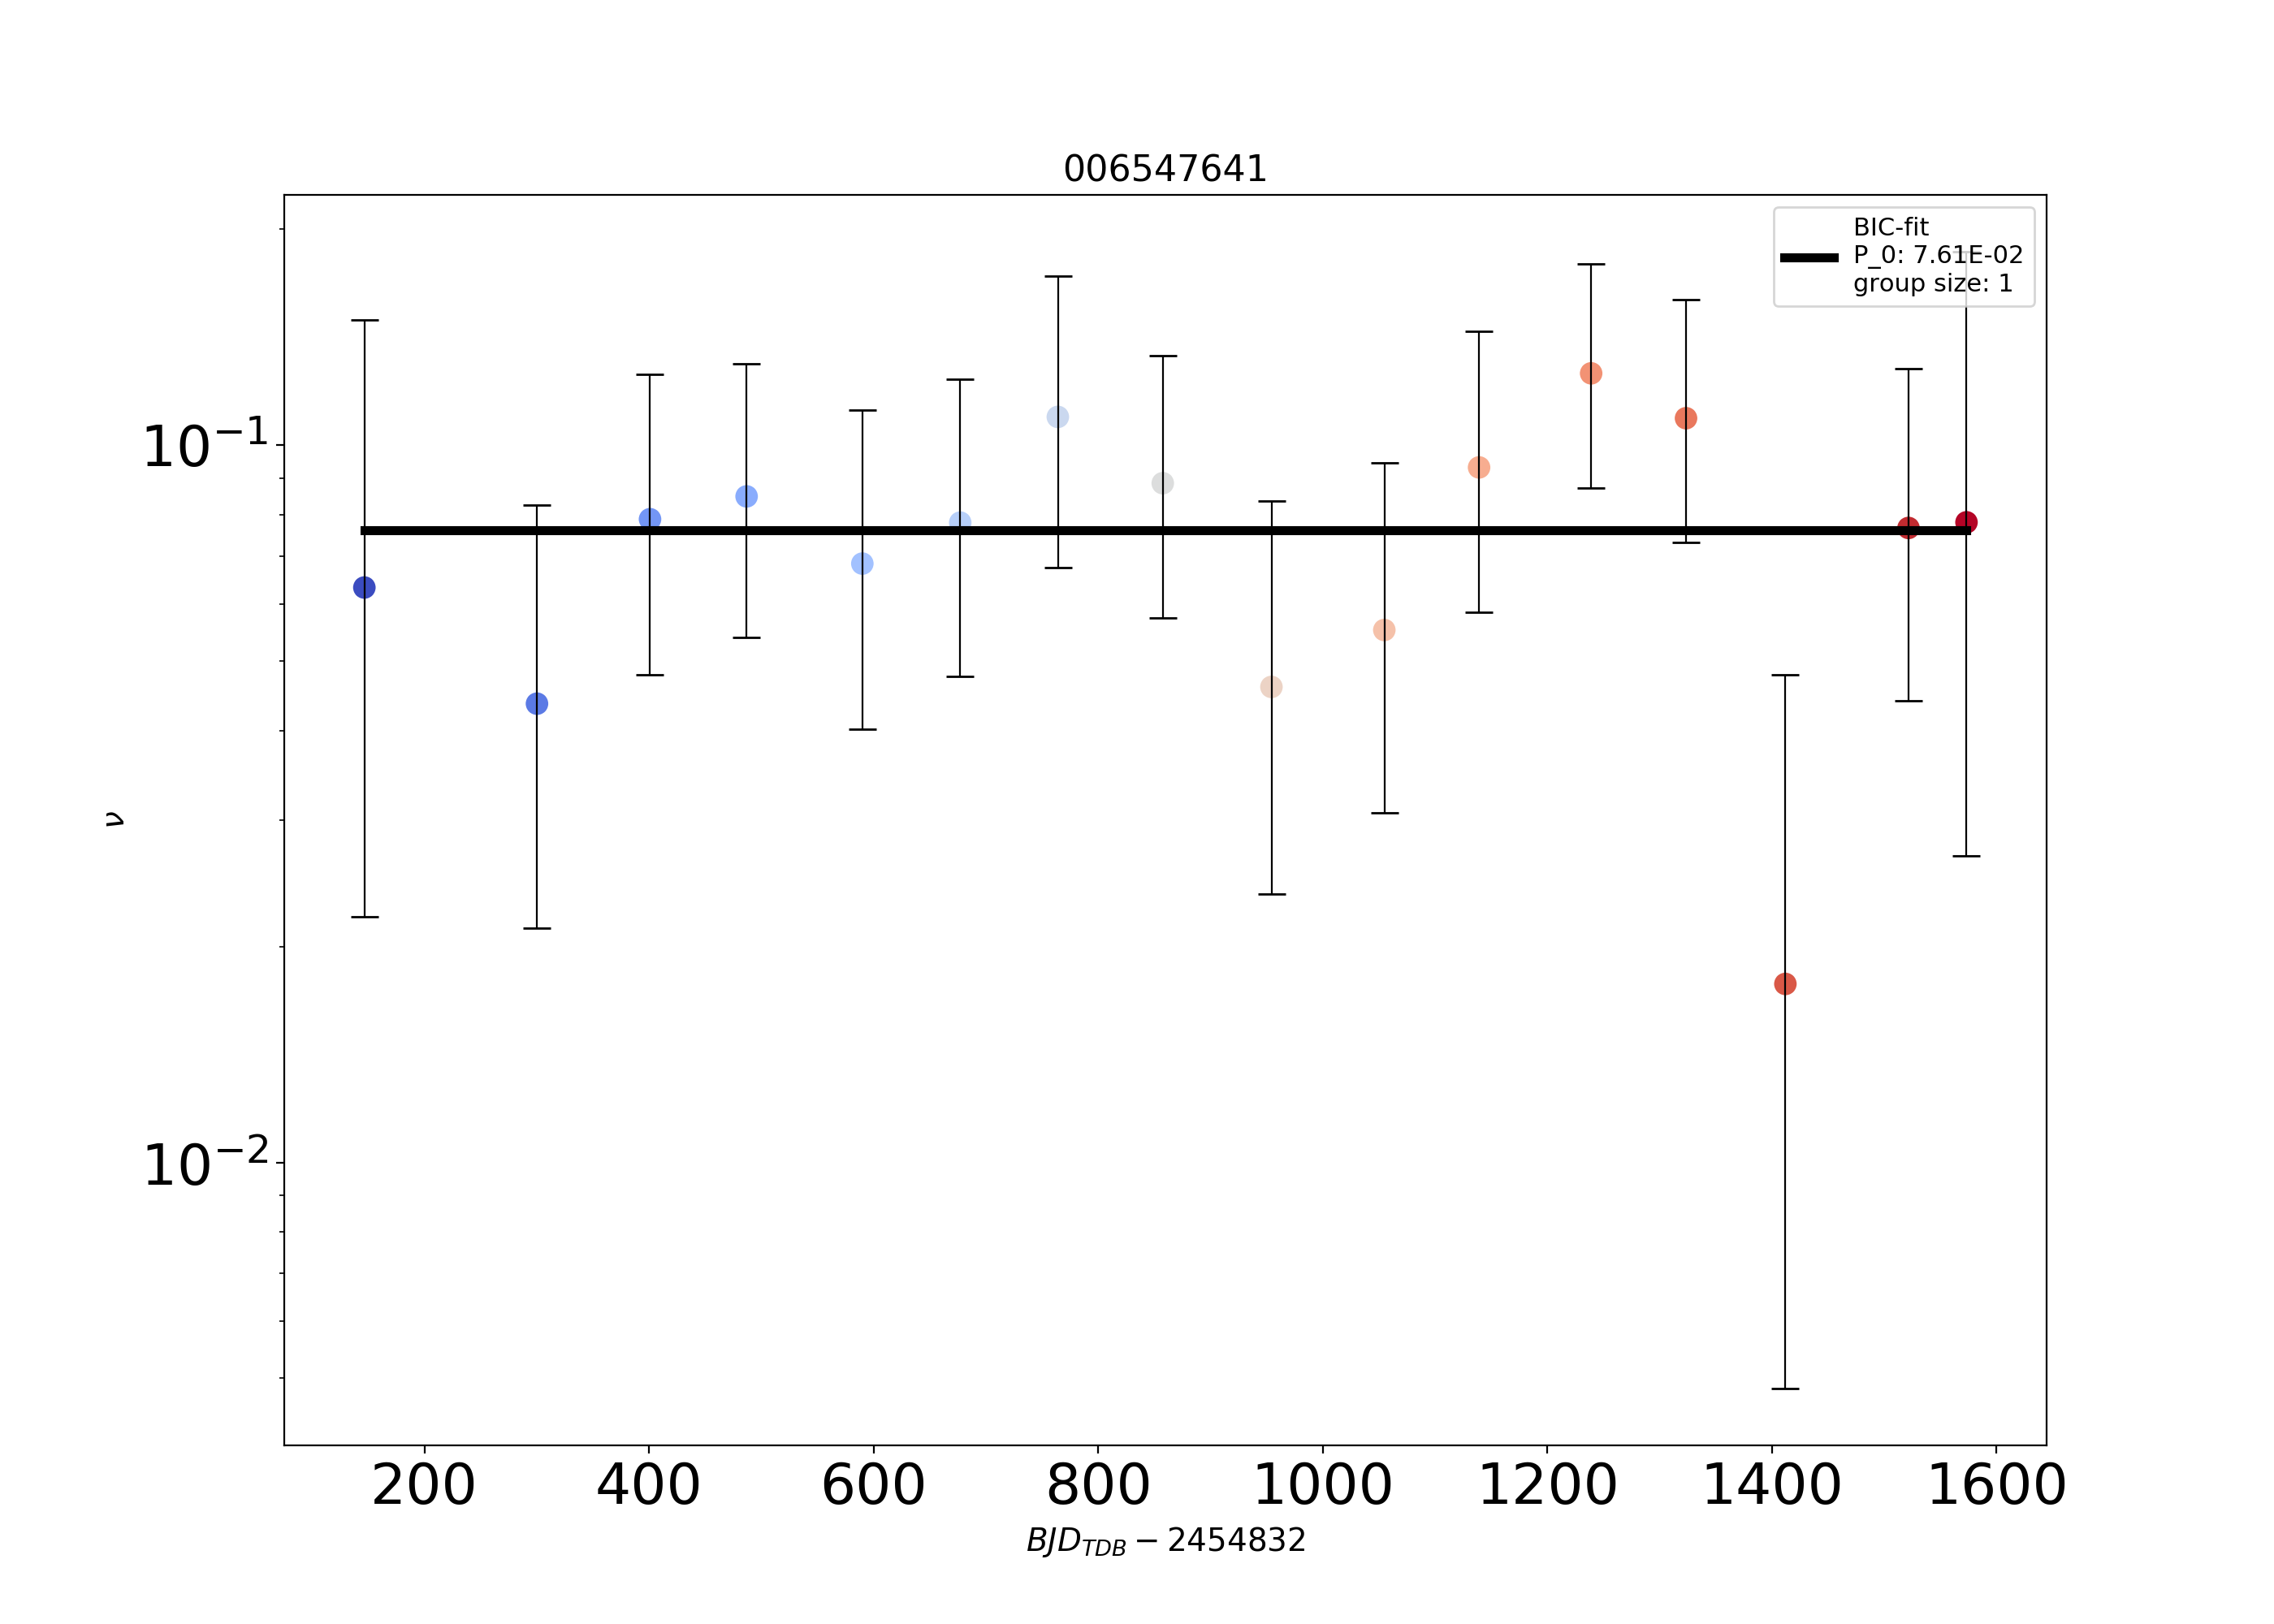 006547641
BIC-fit
P_0: 7.61E-02
group size: 1
10⁻¹
10⁻²
ν
200 400 600 800 1000 1200 1400 1600
BJD_TDB − 2454832